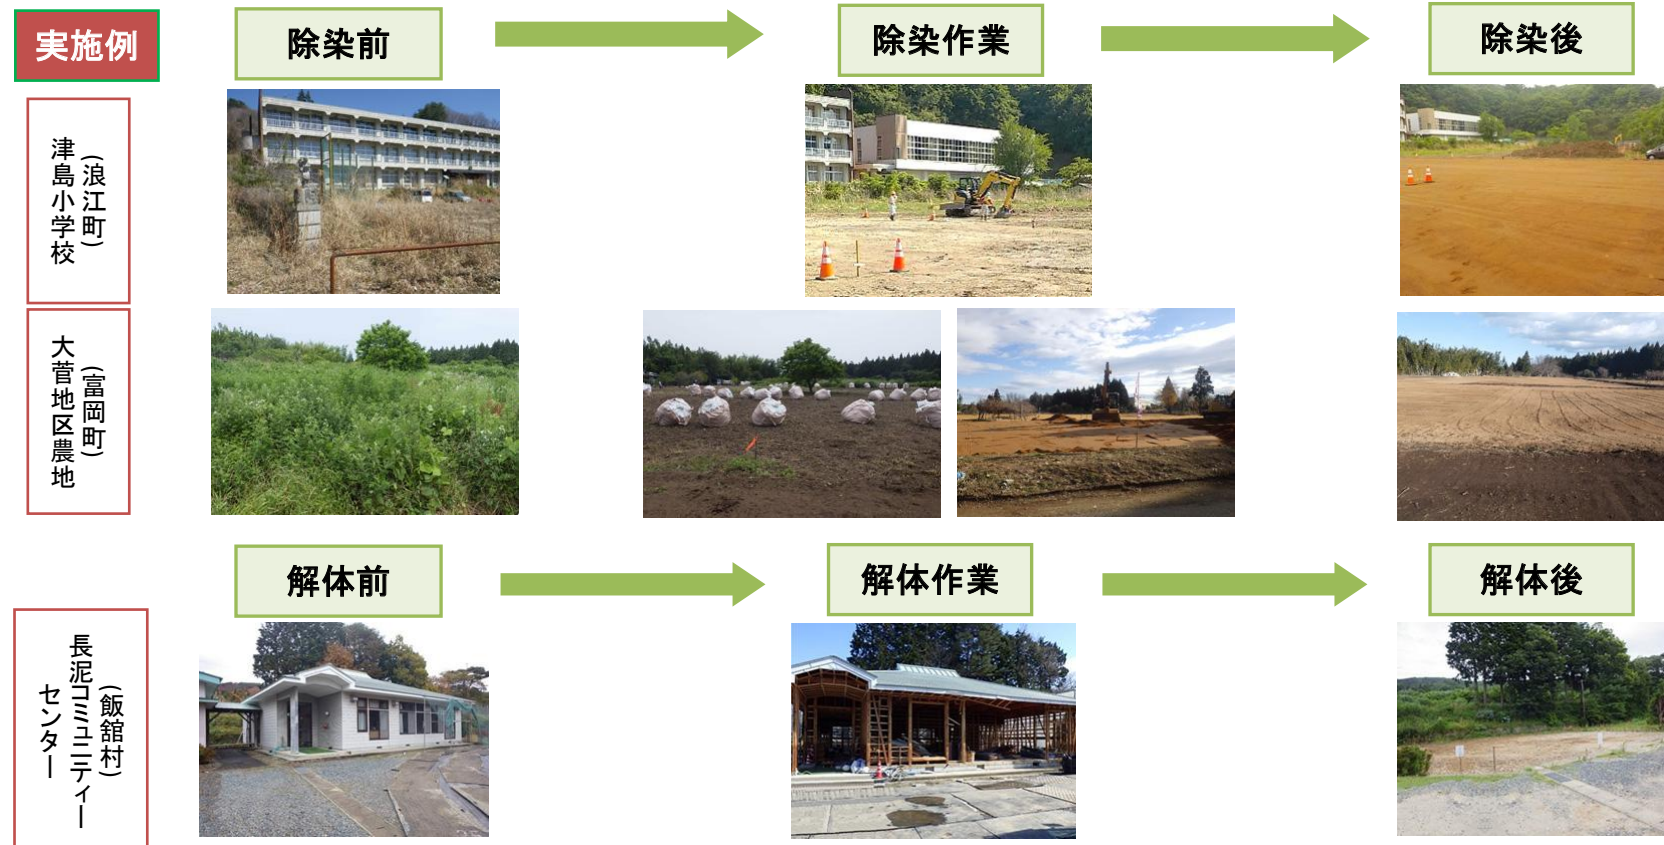 実施例
除染前
除染作業
除染後
(浪江町)
津島小学校
(富岡町)
大菅地区農地
解体前
解体作業
解体後
(飯舘村)
長泥コミュニティー
センター